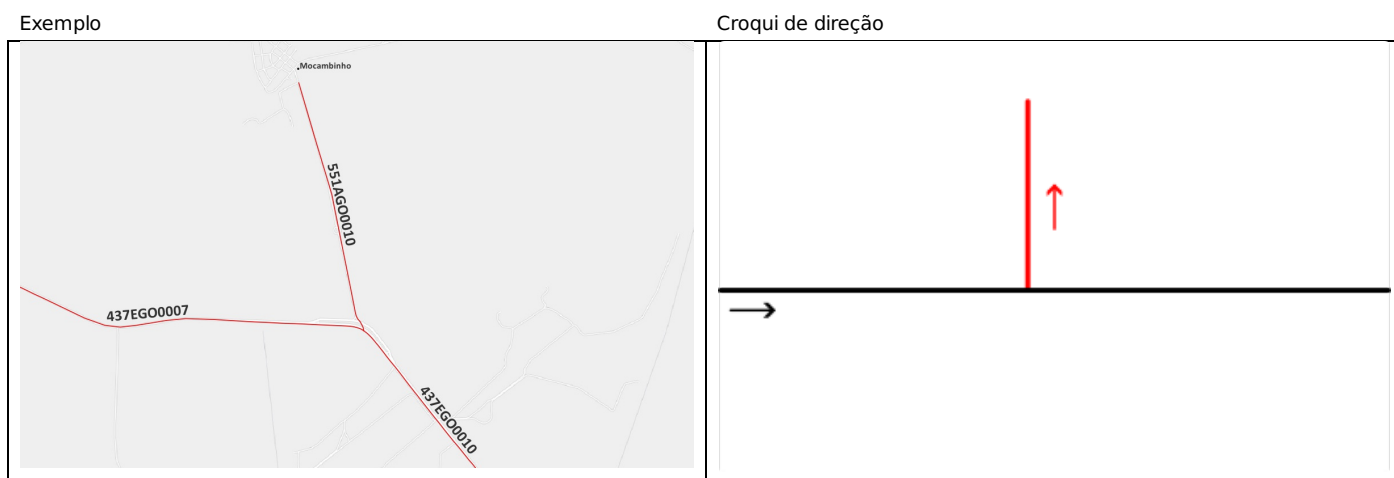 Exemplo
Croqui de direção
Mocambinho
551AGO0010
437EGO0007
437EGO0010